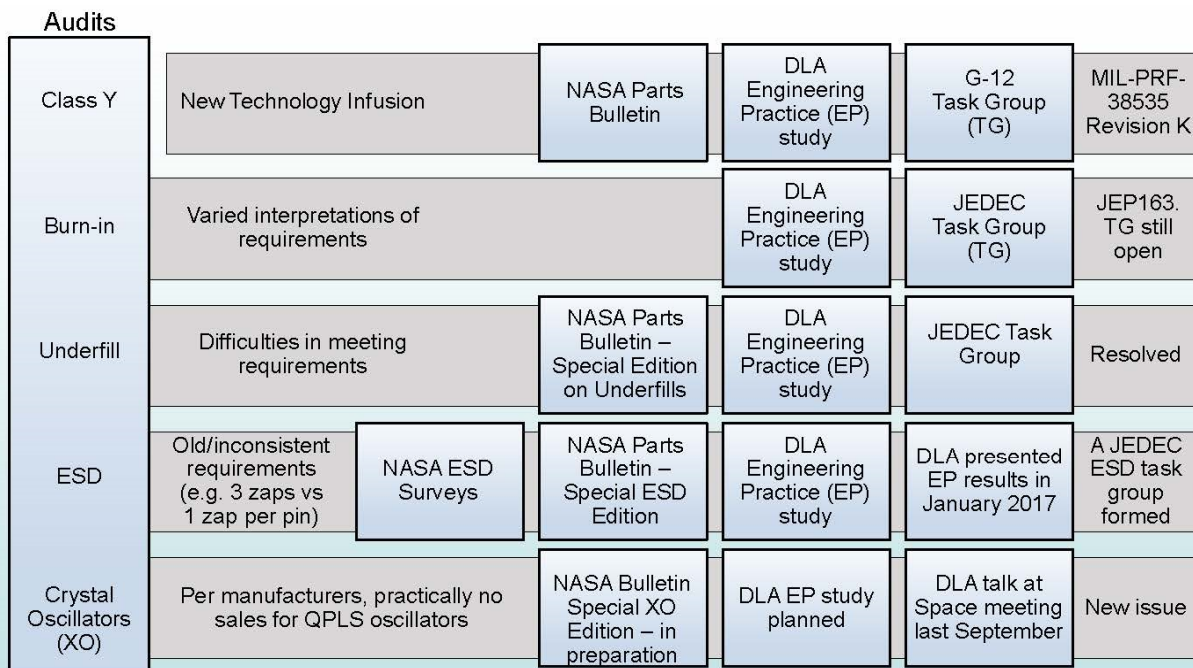 Audits
Class Y
New Technology Infusion
NASA Parts
Bulletin
DLA
Engineering
Practice (EP)
study
G-12
Task Group
(TG)
MIL-PRF-
38535
Revision K
Burn-in
Varied interpretations of
requirements
DLA
Engineering
Practice (EP)
study
JEDEC
Task Group
(TG)
JEP163.
TG still
open
Underfill
Difficulties in meeting
requirements
NASA Parts
Bulletin –
Special Edition
on Underfills
DLA
Engineering
Practice (EP)
study
JEDEC Task
Group
Resolved
ESD
Old/inconsistent
requirements
(e.g. 3 zaps vs
1 zap per pin)
NASA ESD
Surveys
NASA Parts
Bulletin –
Special ESD
Edition
DLA
Engineering
Practice (EP)
study
DLA presented
EP results in
January 2017
A JEDEC
ESD task
group
formed
Crystal
Oscillators
(XO)
Per manufacturers, practically no
sales for QPLS oscillators
NASA Bulletin
Special XO
Edition – in
preparation
DLA EP study
planned
DLA talk at
Space meeting
last September
New issue